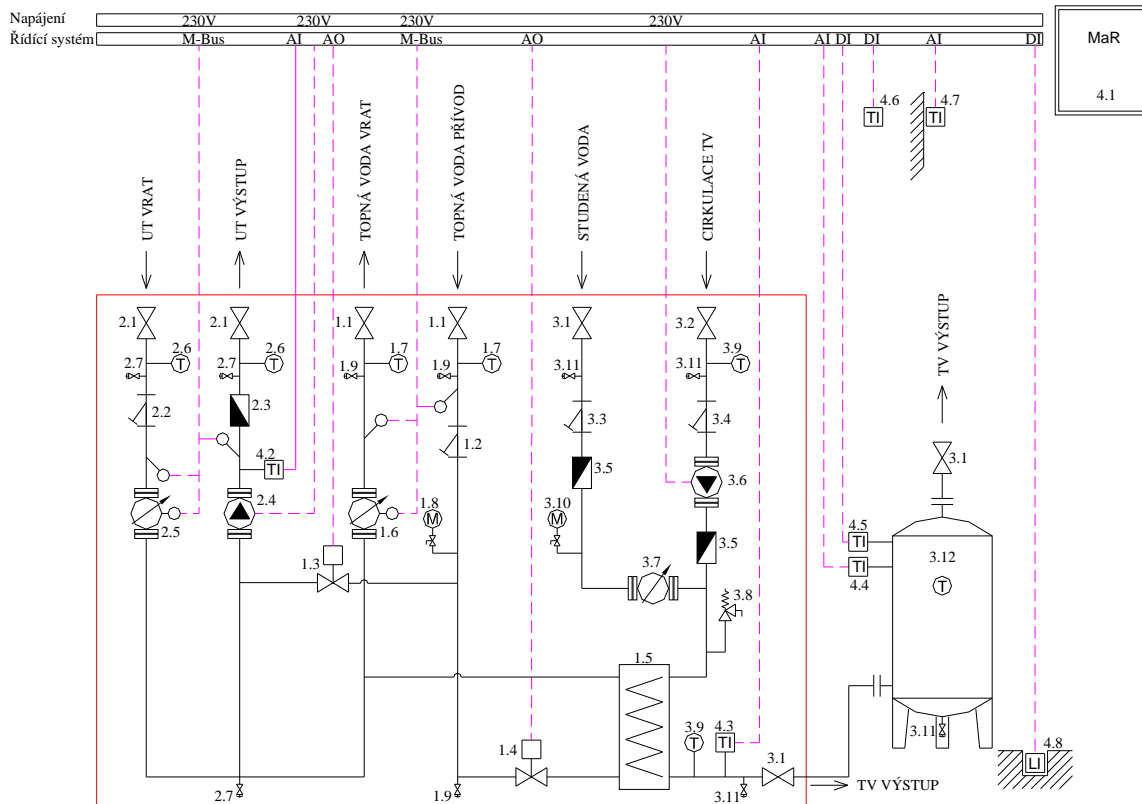 Napájení 230V 230V 230V 230V
Řídící systém M-Bus AI AO M-Bus AO AI AI DI DI AI DI
MaR
4.1
4.6 4.7
TI TI
UT VRAT
UT VÝSTUP
TOPNÁ VODA VRAT
TOPNÁ VODA PŘÍVOD
STUDENÁ VODA
CIRKULACE TV
TV VÝSTUP
2.1 2.1 1.1 1.1 3.1 3.2
2.6 2.6 1.7 1.7 3.9
2.7 T 2.7 T 1.9 T 1.9 T 3.11 3.11 T
2.2 2.3 3.3 3.4
1.2
4.2 3.5 3.1
TI 3.6
2.4 1.8 3.10
M M
2.5 1.6 4.5
TI
3.5
1.3 3.7 TI 3.12
4.4 T
3.8
1.5
3.9 4.3 3.11
1.4 T TI 3.1 4.8
LI
2.7 1.9 3.11 TV VÝSTUP